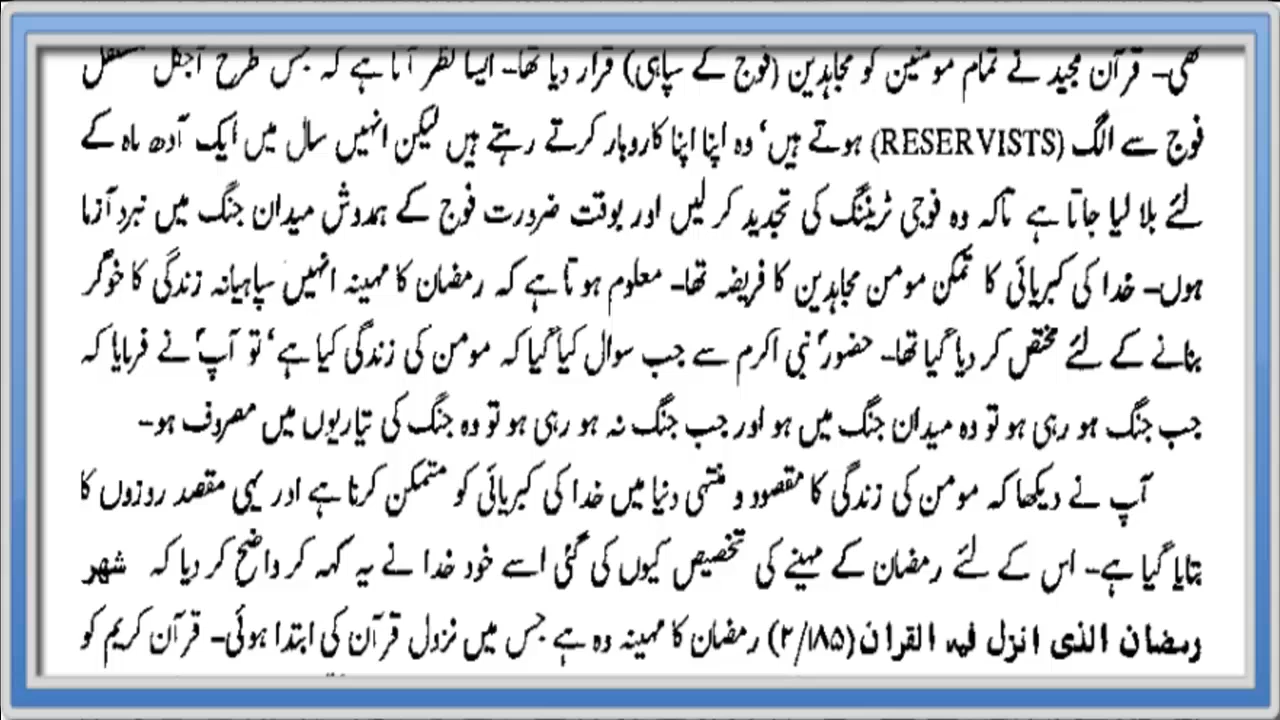 تھی۔ قرآن مجید نے تمام مومنین کو مجاہدین (فوج کے سپاہی) قرار دیا تھا۔ ایسا نظر آتا ہے کہ جس طرح آجکل مستقل
فوج سے الگ (RESERVISTS) ہوتے ہیں‘ وہ اپنا اپنا کاروبار کرتے رہتے ہیں لیکن انہیں سال میں ایک آدھ ماہ کے
لئے بلا لیا جاتا ہے تاکہ وہ فوجی ٹریننگ کی تجدید کر لیں اور بوقت ضرورت فوج کے ہمدوش میدان جنگ میں نبرد آزما
ہوں۔ خدا کی کبریائی کا تمکن مومن مجاہدین کا فریضہ تھا۔ معلوم ہوتا ہے کہ رمضان کا مہینہ انہیں سپاہیانہ زندگی کا خوگر
بنانے کے لئے مختص کر دیا گیا تھا۔ حضورؐ نبی اکرم سے جب سوال کیا گیا کہ مومن کی زندگی کیا ہے‘ تو آپؐ نے فرمایا کہ
جب جنگ ہو رہی ہو تو وہ میدان جنگ میں ہو اور جب جنگ نہ ہو رہی ہو تو وہ جنگ کی تیاریوں میں مصروف ہو۔
آپ نے دیکھا کہ مومن کی زندگی کا مقصود و منتہی دنیا میں خدا کی کبریائی کو متمکن کرنا ہے اور یہی مقصد روزوں کا
بتایا گیا ہے۔ اس کے لئے رمضان کے مہینے کی تخصیص کیوں کی گئی اسے خود خدا نے یہ کہہ کر واضح کر دیا کہ شھر
رمضان الذی انزل فیہ القران (۲/۱۸۵) رمضان کا مہینہ وہ ہے جس میں نزول قرآن کی ابتدا ہوئی۔ قرآن کریم کو